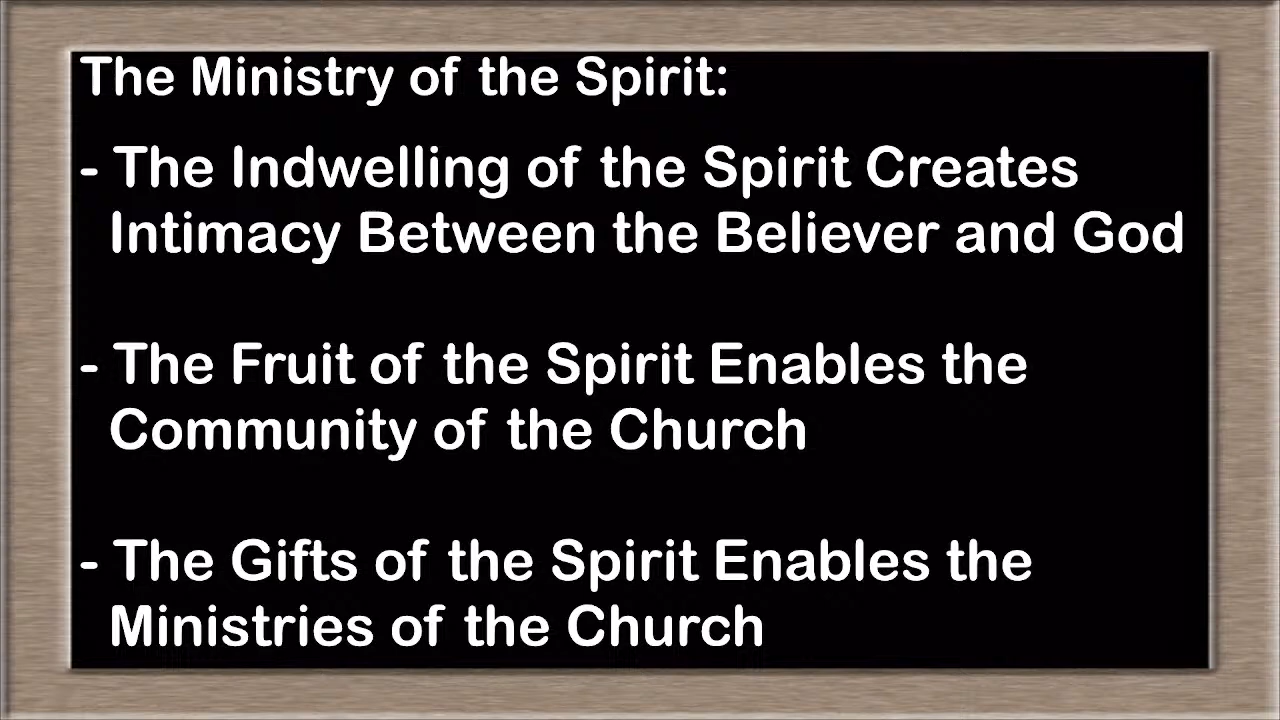 The Ministry of the Spirit:
- The Indwelling of the Spirit Creates
Intimacy Between the Believer and God
- The Fruit of the Spirit Enables the
Community of the Church
- The Gifts of the Spirit Enables the
Ministries of the Church